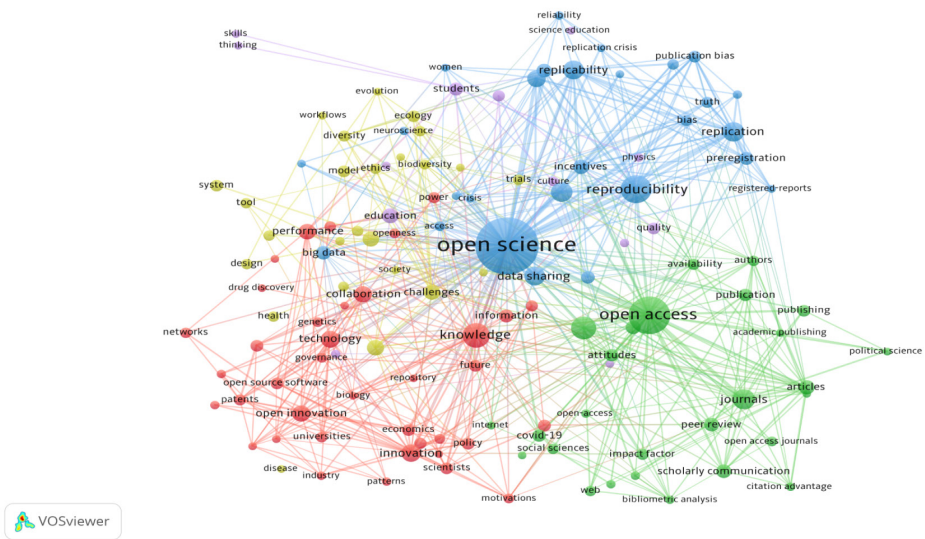 reliability
skills
science education
thinking
replication crisis
publication bias
women
replicability
students
evolution
truth
workflows
ecology
bias
neuroscience
diversity
replication
physics
preregistration
biodiversity
incentives
model
ethics
trials
culture
system
reproducibility
registered-reports
power
crisis
tool
education
access
quality
performance
openness
open science
big data
authors
design
availability
society
data sharing
drug discovery
collaboration
challenges
publication
health
information
open access
publishing
genetics
networks
technology
knowledge
academic publishing
governance
attitudes
political science
future
repository
open source software
articles
biology
patents
journals
open innovation
open-access
internet
peer review
economics
covid-19
universities
policy
open access journals
social sciences
innovation
impact factor
disease
scientists
scholarly communication
industry
patterns
web
citation advantage
motivations
bibliometric analysis
VOSviewer